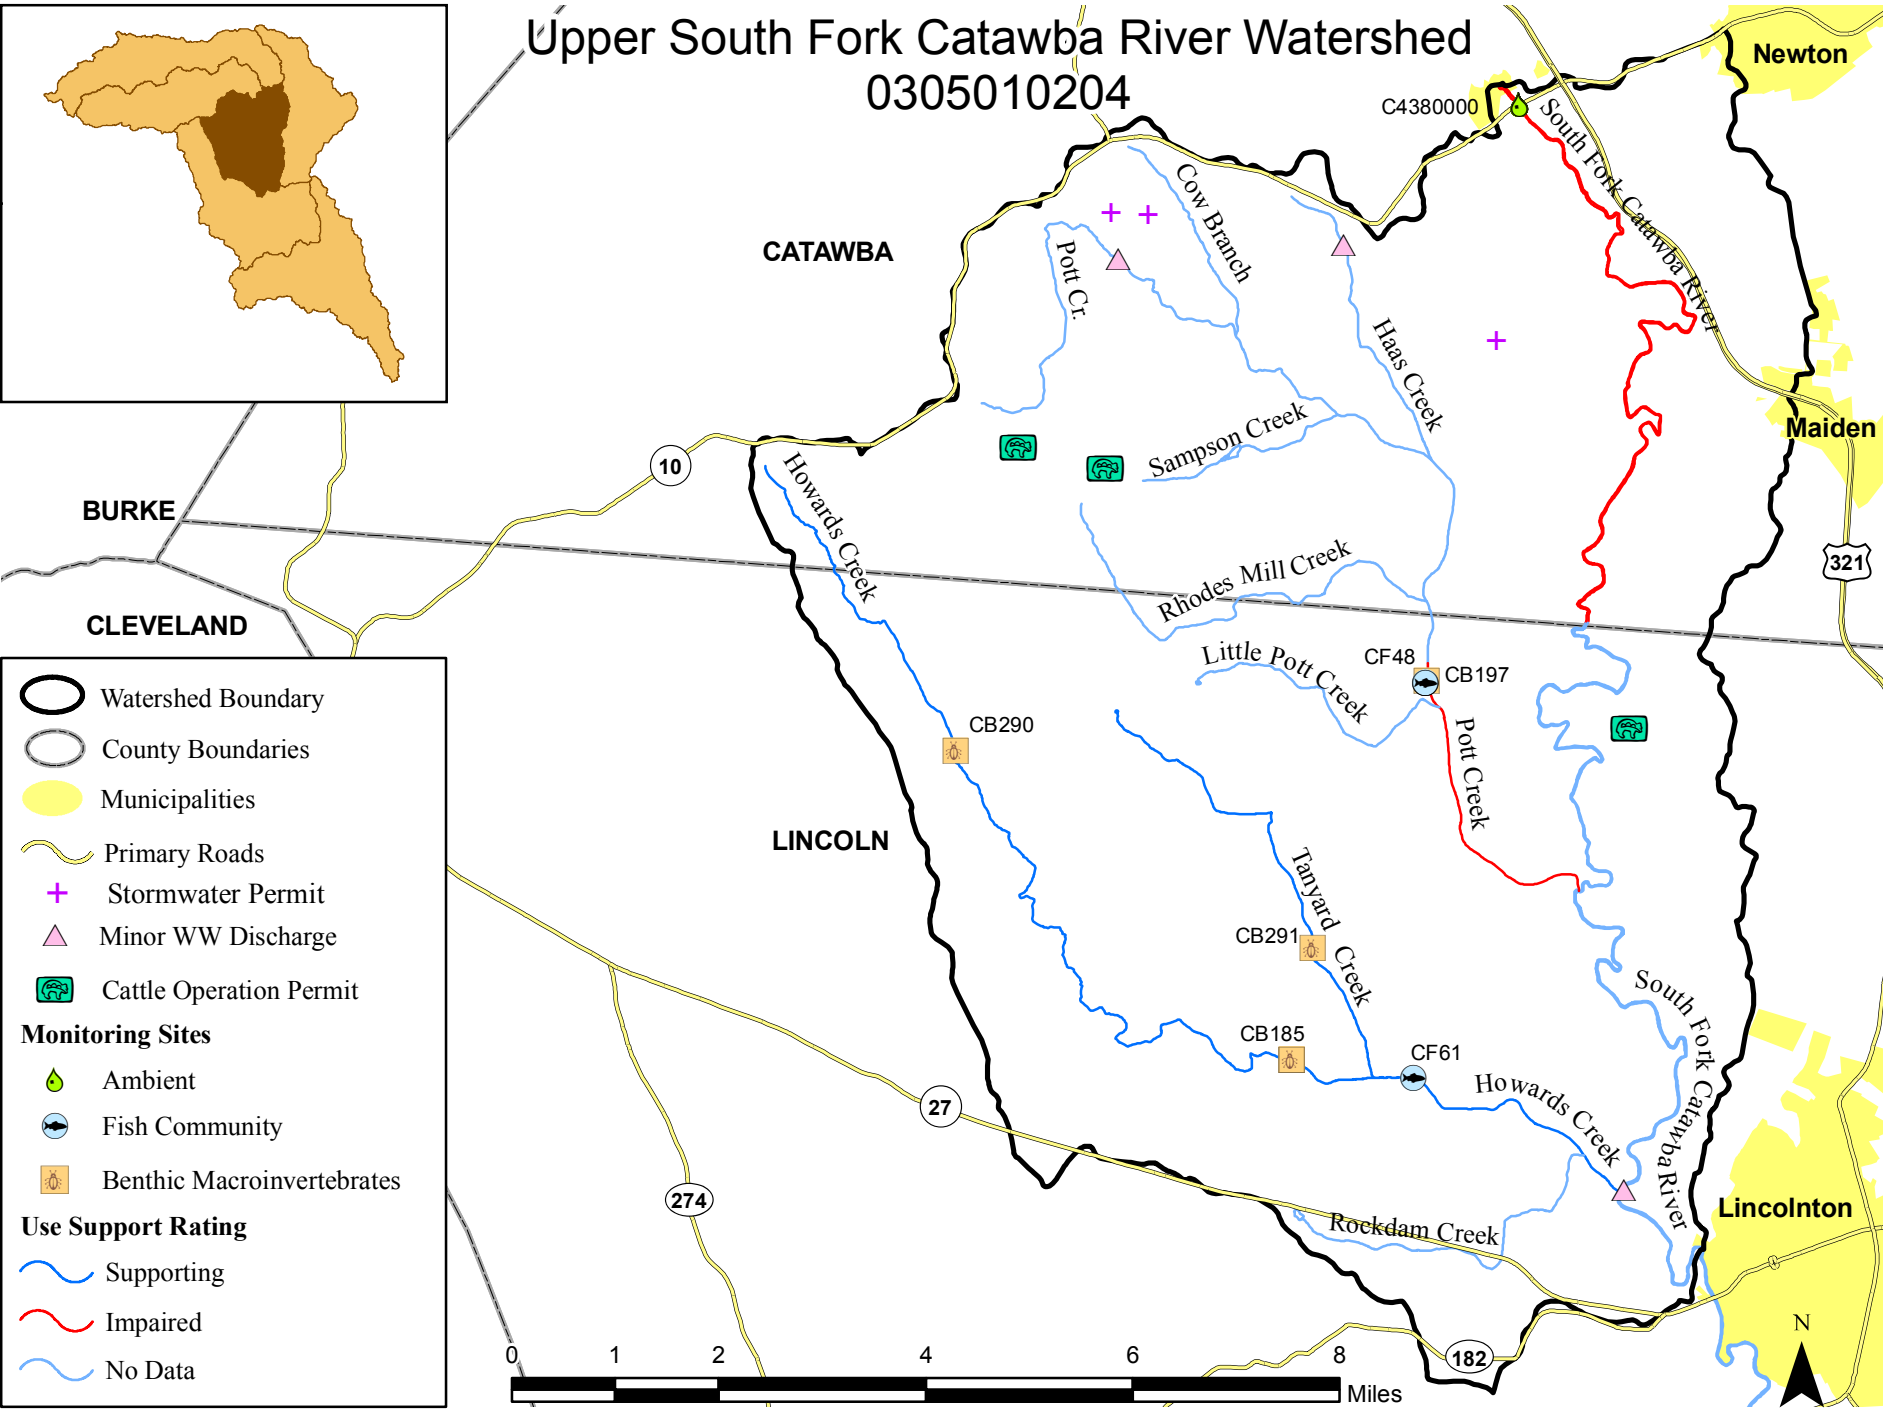 Upper South Fork Catawba River Watershed
0305010204
Newton
C4380000
South Fork Catawba River
Cow Branch
CATAWBA
Pott Cr.
Haas Creek
Maiden
Sampson Creek
10
Howards Creek
BURKE
321
Rhodes Mill Creek
CLEVELAND
Little Pott Creek
CF48
CB197
CB290
Pott Creek
LINCOLN
Tanyard Creek
CB291
South Fork Catawba River
CB185
CF61
Howards Creek
27
274
Lincolnton
Rockdam Creek
182
Watershed Boundary
County Boundaries
Municipalities
Primary Roads
Stormwater Permit
Minor WW Discharge
Cattle Operation Permit
Monitoring Sites
Ambient
Fish Community
Benthic Macroinvertebrates
Use Support Rating
Supporting
Impaired
No Data
0 1 2 4 6 8
Miles
N